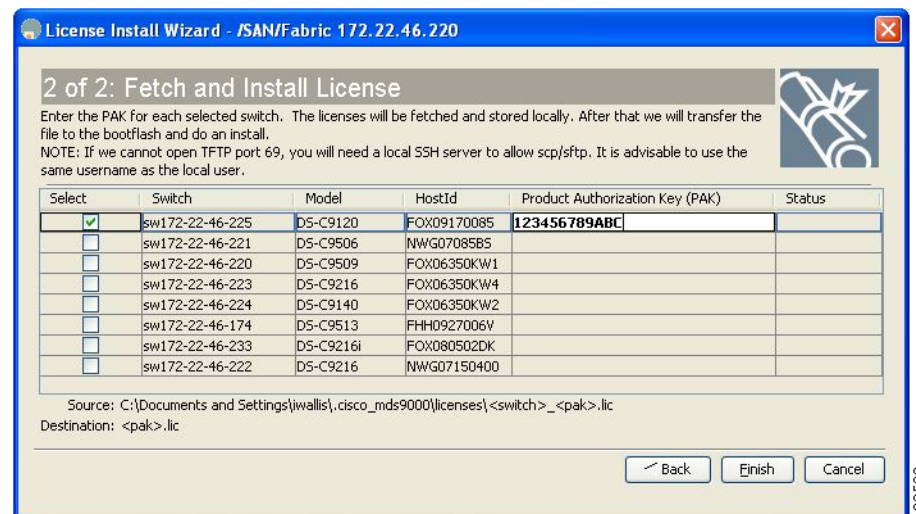 License Install Wizard - /SAN/Fabric 172.22.46.220
2 of 2: Fetch and Install License
Enter the PAK for each selected switch. The licenses will be fetched and stored locally. After that we will transfer the
file to the bootflash and do an install.
NOTE: If we cannot open TFTP port 69, you will need a local SSH server to allow scp/sftp. It is advisable to use the
same username as the local user.
Select Switch Model HostId Product Authorization Key (PAK) Status
sw172-22-46-225 DS-C9120 FOX09170085 123456789ABC
sw172-22-46-221 DS-C9506 NWG07085BS
sw172-22-46-220 DS-C9509 FOX06350KW1
sw172-22-46-223 DS-C9216 FOX06350KW4
sw172-22-46-224 DS-C9140 FOX06350KW2
sw172-22-46-174 DS-C9513 FHH0927006V
sw172-22-46-233 DS-C9216i FOX080502DK
sw172-22-46-222 DS-C9216 NWG07150400
Source: C:\Documents and Settings\iwallis\.cisco_mds9000\licenses\<switch>_<pak>.lic
Destination: <pak>.lic
Back Finish Cancel